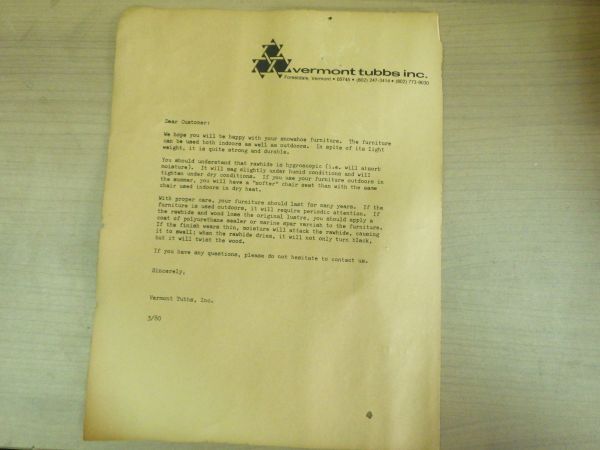 vermont tubbs inc.
Forestdale, Vermont • 05745 • (802) 247-3414 • (802) 773-9030
Dear Customer:
We hope you will be happy with your snowshoe furniture. The furniture
can be used both indoors as well as outdoors. In spite of its light
weight, it is quite strong and durable.
You should understand that rawhide is hygroscopic (i.e. will absorb
moisture). It will sag slightly under humid conditions and will
tighten under dry conditions. If you use your furniture outdoors in
the summer, you will have a "softer" chair seat than with the same
chair used indoors in dry heat.
With proper care, your furniture should last for many years. If the
furniture is used outdoors, it will require periodic attention. If
the rawhide and wood lose the original lustre, you should apply a
coat of polyurethane sealer or marine spar varnish to the furniture.
If the finish wears thin, moisture will attack the rawhide, causing
it to swell; when the rawhide dries, it will not only turn black,
but it will twist the wood.
If you have any questions, please do not hesitate to contact us.
Sincerely,
Vermont Tubbs, Inc.
3/80